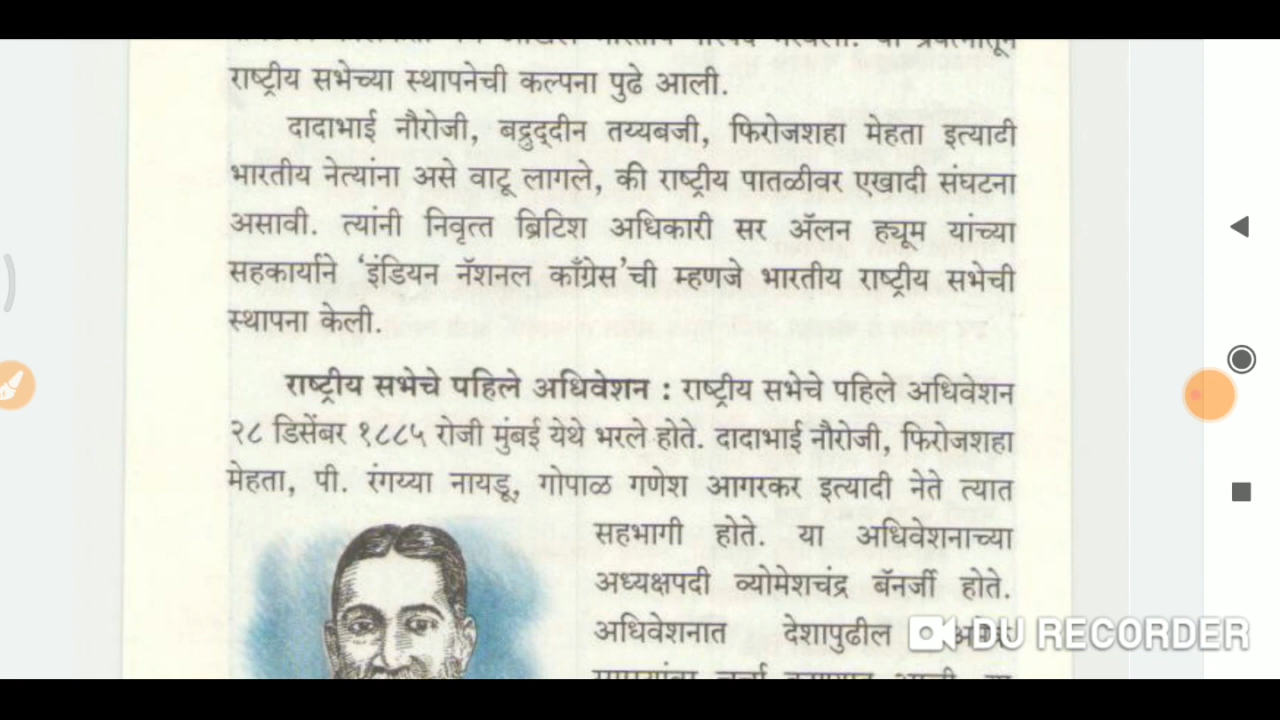 राष्ट्रीय सभेच्या स्थापनेची कल्पना पुढे आली.
दादाभाई नौरोजी, बद्रुद्दीन तय्यबजी, फिरोजशहा मेहता इत्यादी
भारतीय नेत्यांना असे वाटू लागले, की राष्ट्रीय पातळीवर एखादी संघटना
असावी. त्यांनी निवृत्त ब्रिटिश अधिकारी सर ॲलन ह्यूम यांच्या
सहकार्याने ‘इंडियन नॅशनल काँग्रेस’ची म्हणजे भारतीय राष्ट्रीय सभेची
स्थापना केली.
राष्ट्रीय सभेचे पहिले अधिवेशन : राष्ट्रीय सभेचे पहिले अधिवेशन
२८ डिसेंबर १८८५ रोजी मुंबई येथे भरले होते. दादाभाई नौरोजी, फिरोजशहा
मेहता, पी. रंगय्या नायडू, गोपाळ गणेश आगरकर इत्यादी नेते त्यात
सहभागी होते. या अधिवेशनाच्या
अध्यक्षपदी व्योमेशचंद्र बॅनर्जी होते.
अधिवेशनात देशापुढील
DU RECORDER